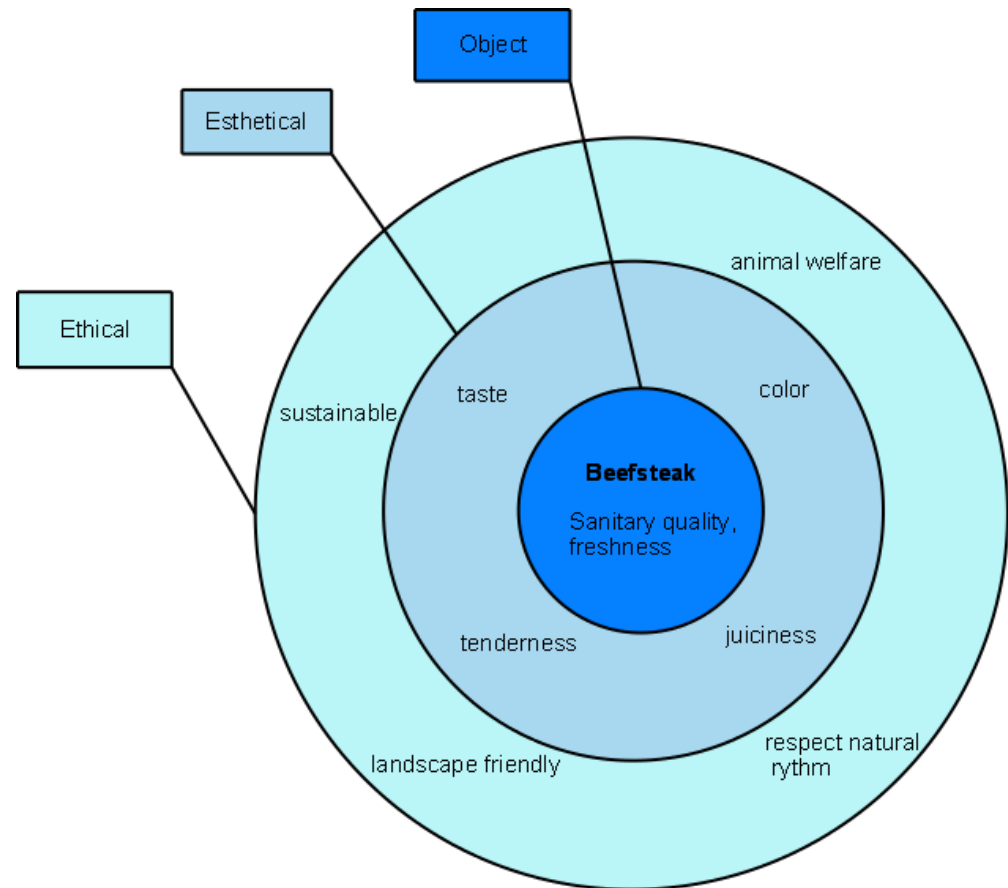 Object
Esthetical
Ethical
animal welfare
sustainable
taste
color
Beefsteak
Sanitary quality,
freshness
tenderness
juiciness
landscape friendly
respect natural
rythm